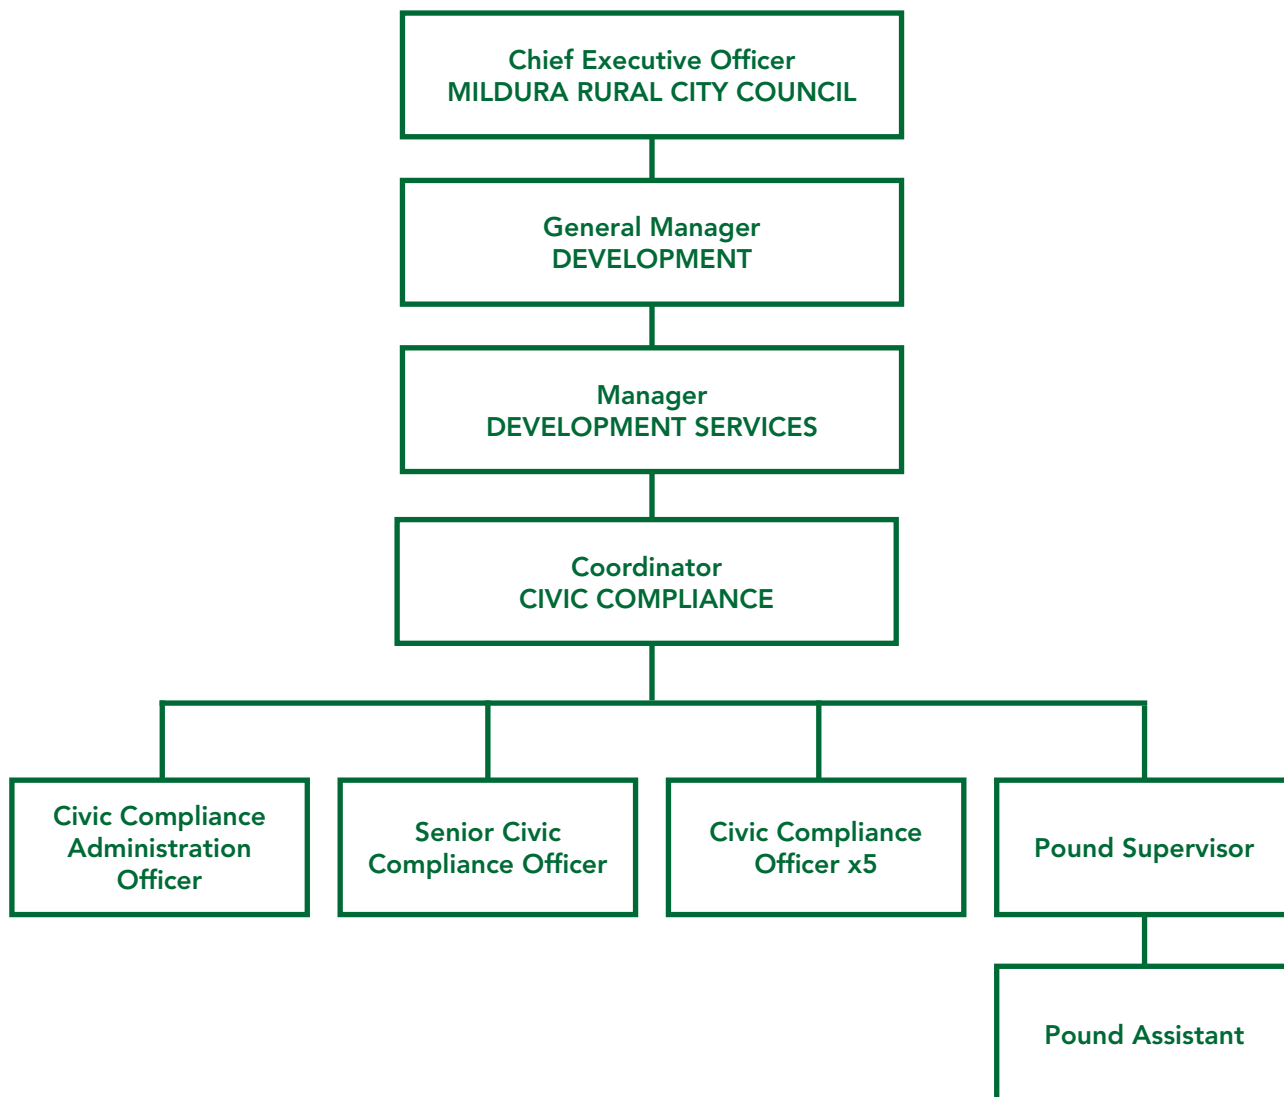 Chief Executive Officer
MILDURA RURAL CITY COUNCIL
General Manager
DEVELOPMENT
Manager
DEVELOPMENT SERVICES
Coordinator
CIVIC COMPLIANCE
Civic Compliance
Administration
Officer
Senior Civic
Compliance Officer
Civic Compliance
Officer x5
Pound Supervisor
Pound Assistant